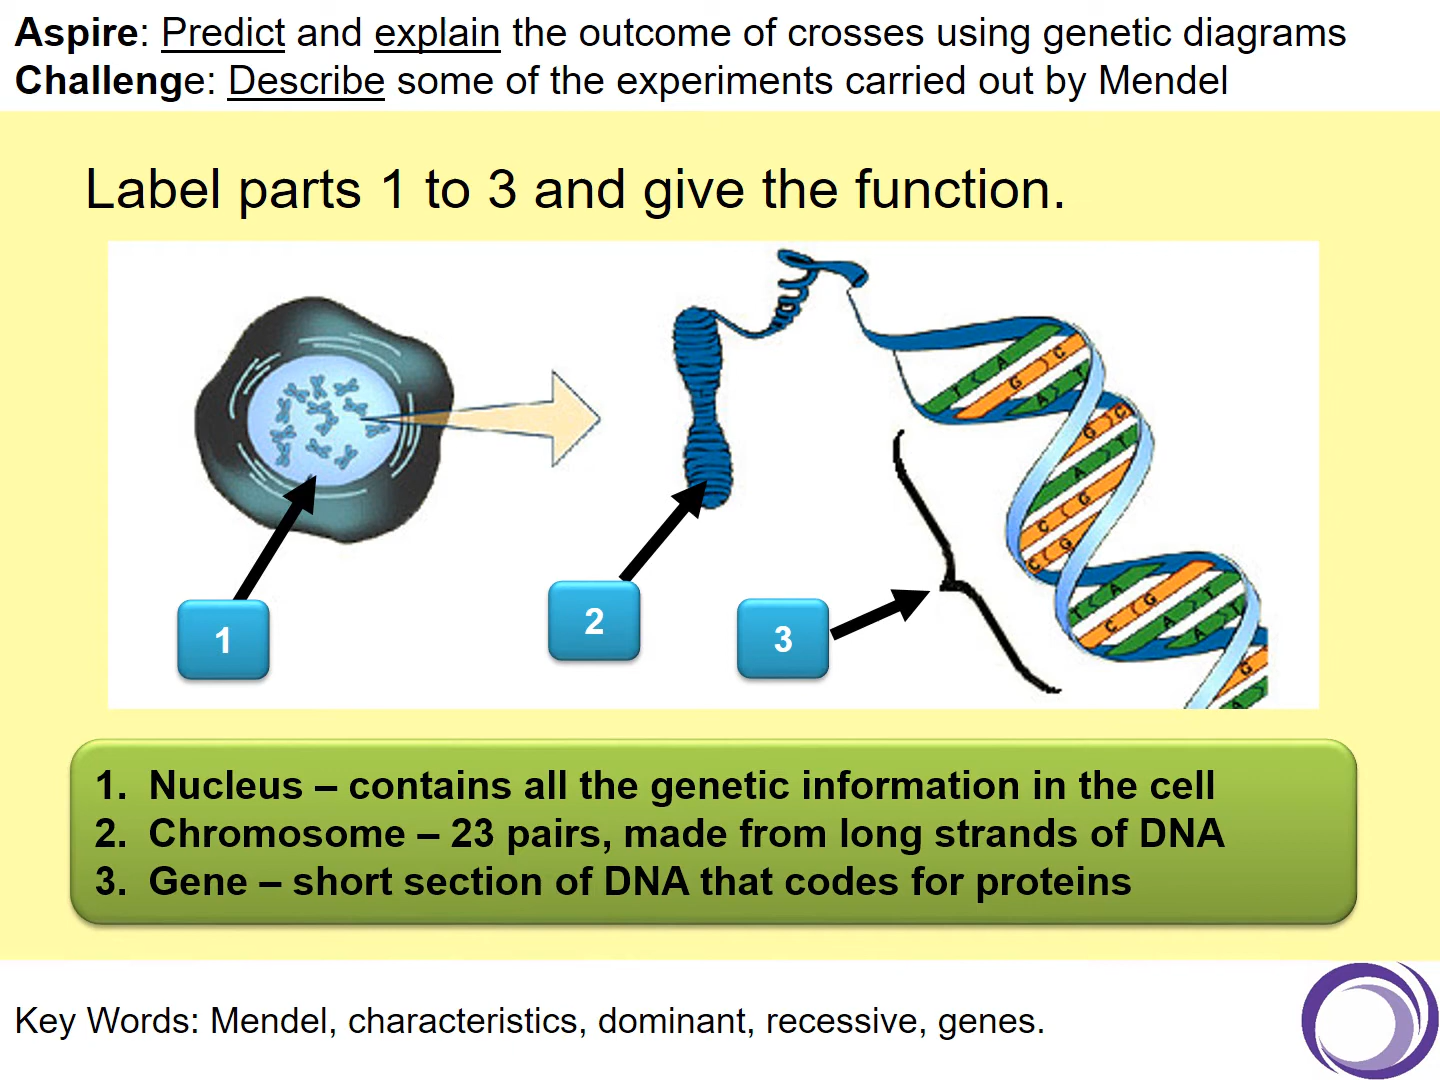 Aspire: Predict and explain the outcome of crosses using genetic diagrams
Challenge: Describe some of the experiments carried out by Mendel
Label parts 1 to 3 and give the function.
T A
G C
A T
G C
A T
C G
C G
T A
C G
A T
A T
G
A
1
2
3
1. Nucleus – contains all the genetic information in the cell
2. Chromosome – 23 pairs, made from long strands of DNA
3. Gene – short section of DNA that codes for proteins
Key Words: Mendel, characteristics, dominant, recessive, genes.